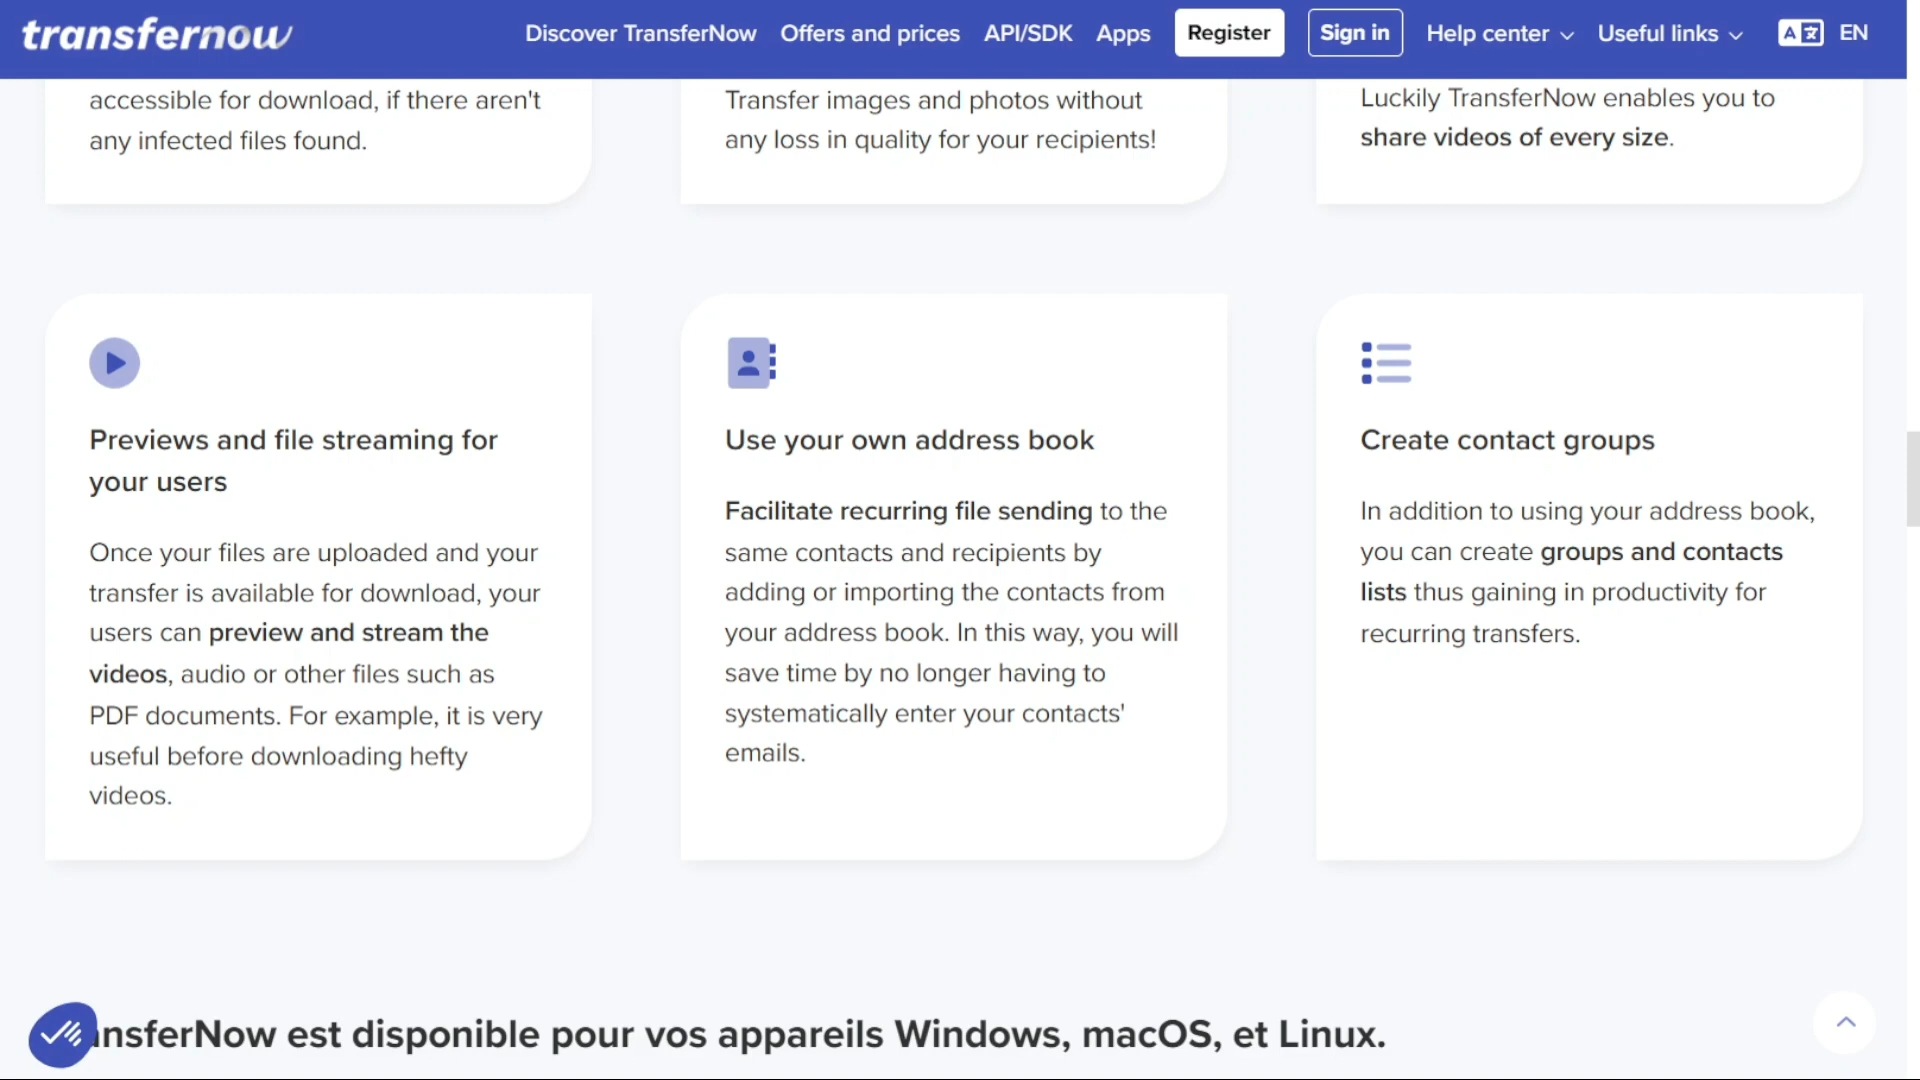 transfernow
Discover TransferNow Offers and prices API/SDK Apps Register Sign in Help center Useful links EN
accessible for download, if there aren't
any infected files found.
Transfer images and photos without
any loss in quality for your recipients!
Luckily TransferNow enables you to
share videos of every size.
Previews and file streaming for
your users
Once your files are uploaded and your
transfer is available for download, your
users can preview and stream the
videos, audio or other files such as
PDF documents. For example, it is very
useful before downloading hefty
videos.
Use your own address book
Facilitate recurring file sending to the
same contacts and recipients by
adding or importing the contacts from
your address book. In this way, you will
save time by no longer having to
systematically enter your contacts'
emails.
Create contact groups
In addition to using your address book,
you can create groups and contacts
lists thus gaining in productivity for
recurring transfers.
ansferNow est disponible pour vos appareils Windows, macOS, et Linux.